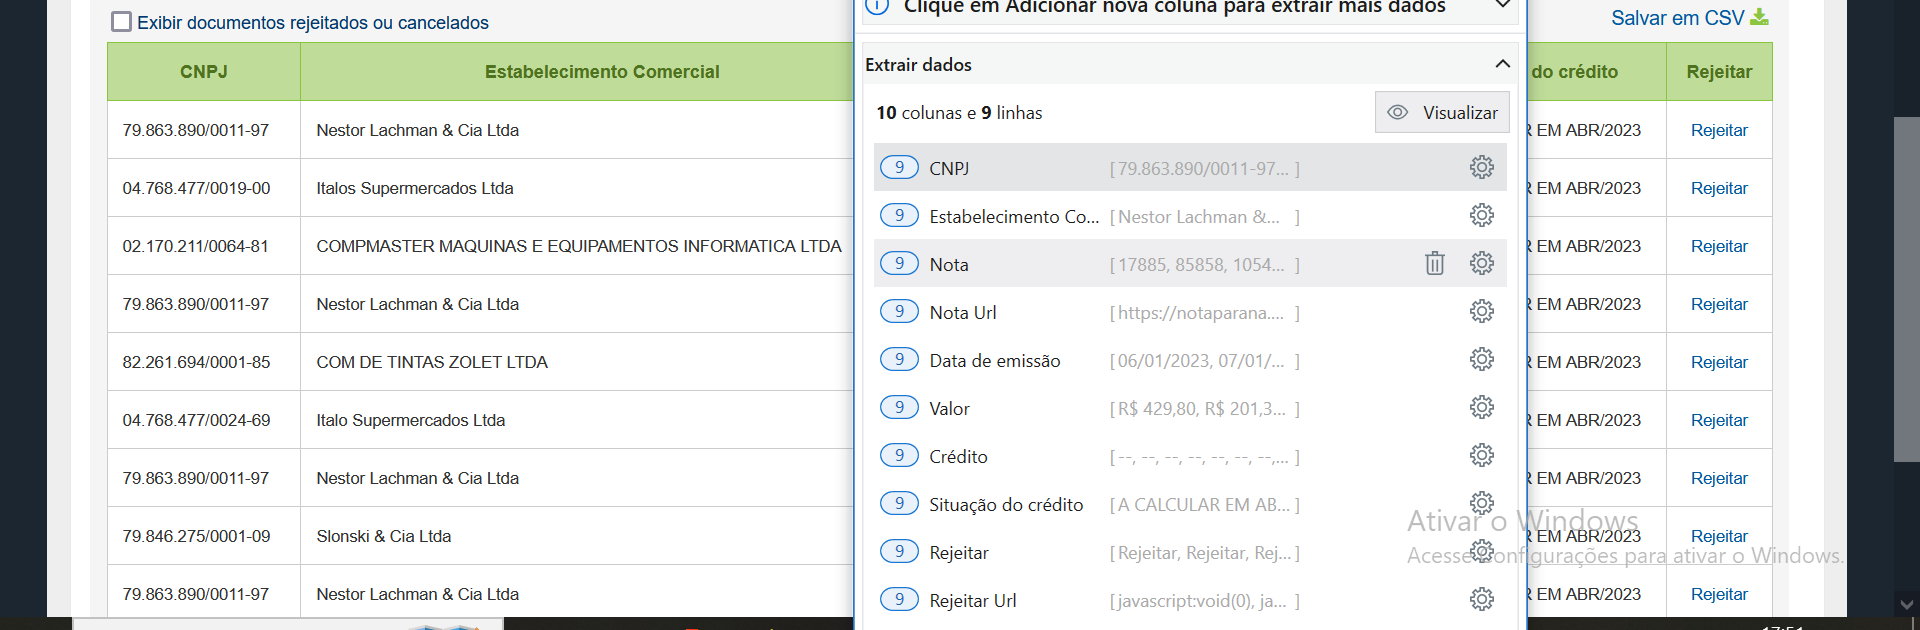 Exibir documentos rejeitados ou cancelados
Clique em Adicionar nova coluna para extrair mais dados
Salvar em CSV
CNPJ Estabelecimento Comercial do crédito Rejeitar
79.863.890/0011-97 Nestor Lachman & Cia Ltda R EM ABR/2023 Rejeitar
04.768.477/0019-00 Italos Supermercados Ltda R EM ABR/2023 Rejeitar
02.170.211/0064-81 COMPMASTER MAQUINAS E EQUIPAMENTOS INFORMATICA LTDA R EM ABR/2023 Rejeitar
79.863.890/0011-97 Nestor Lachman & Cia Ltda R EM ABR/2023 Rejeitar
82.261.694/0001-85 COM DE TINTAS ZOLET LTDA R EM ABR/2023 Rejeitar
04.768.477/0024-69 Italo Supermercados Ltda R EM ABR/2023 Rejeitar
79.863.890/0011-97 Nestor Lachman & Cia Ltda R EM ABR/2023 Rejeitar
79.846.275/0001-09 Slonski & Cia Ltda R EM ABR/2023 Rejeitar
79.863.890/0011-97 Nestor Lachman & Cia Ltda R EM ABR/2023 Rejeitar
Extrair dados
10 colunas e 9 linhas Visualizar
9 CNPJ [79.863.890/0011-97... ]
9 Estabelecimento Co... [Nestor Lachman &... ]
9 Nota [17885, 85858, 1054... ]
9 Nota Url [https://notaparana.... ]
9 Data de emissão [06/01/2023, 07/01/... ]
9 Valor [R$ 429,80, R$ 201,3... ]
9 Crédito [--, --, --, --, --, --, --,... ]
9 Situação do crédito [A CALCULAR EM AB... ]
9 Rejeitar [Rejeitar, Rejeitar, Rej... ]
9 Rejeitar Url [javascript:void(0), ja... ]
Ativar o Windows
Acesse configurações para ativar o Windows.